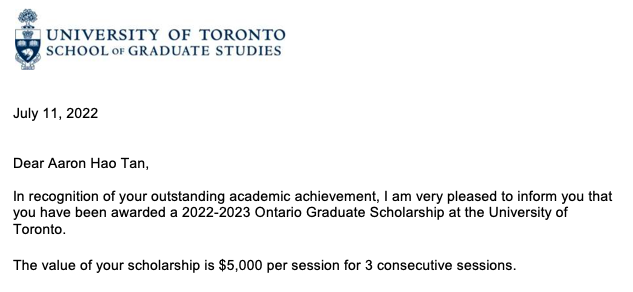 UNIVERSITY OF TORONTO
SCHOOL OF GRADUATE STUDIES
July 11, 2022
Dear Aaron Hao Tan,
In recognition of your outstanding academic achievement, I am very pleased to inform you that
you have been awarded a 2022-2023 Ontario Graduate Scholarship at the University of
Toronto.
The value of your scholarship is $5,000 per session for 3 consecutive sessions.